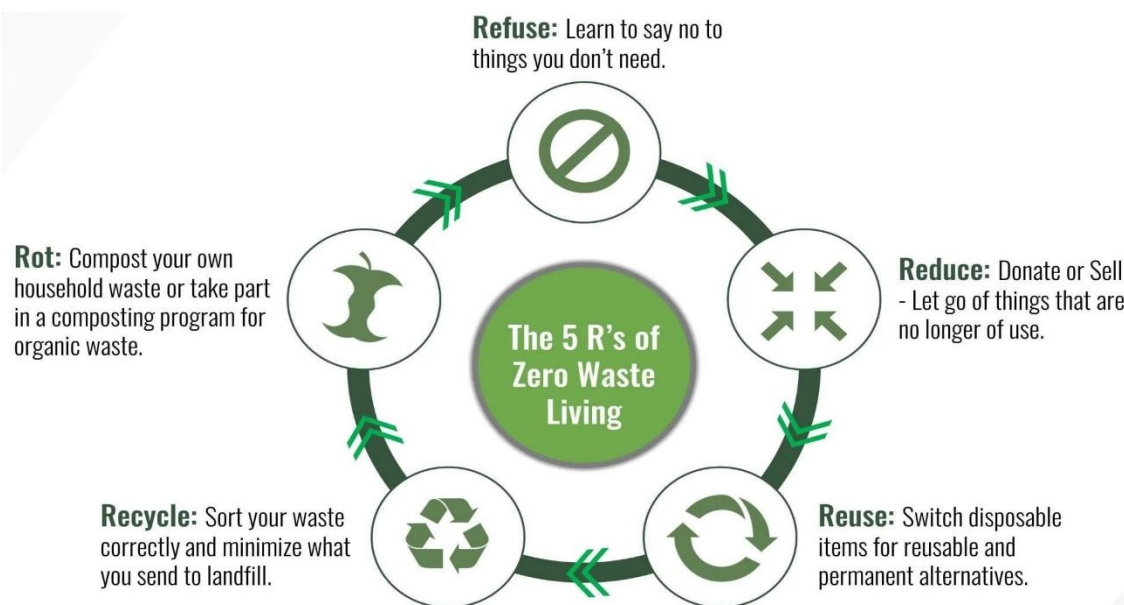 Refuse: Learn to say no to
things you don’t need.
Reduce: Donate or Sell
- Let go of things that are
no longer of use.
Reuse: Switch disposable
items for reusable and
permanent alternatives.
Recycle: Sort your waste
correctly and minimize what
you send to landfill.
Rot: Compost your own
household waste or take part
in a composting program for
organic waste.
The 5 R’s of
Zero Waste
Living